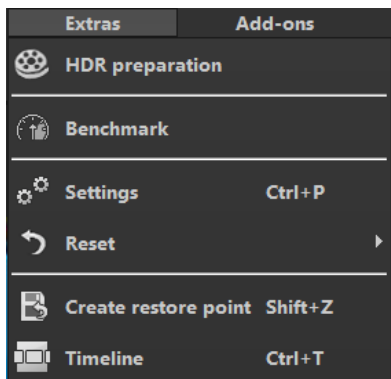 Extras Add-ons
HDR preparation
Benchmark
Settings Ctrl+P
Reset
Create restore point Shift+Z
Timeline Ctrl+T